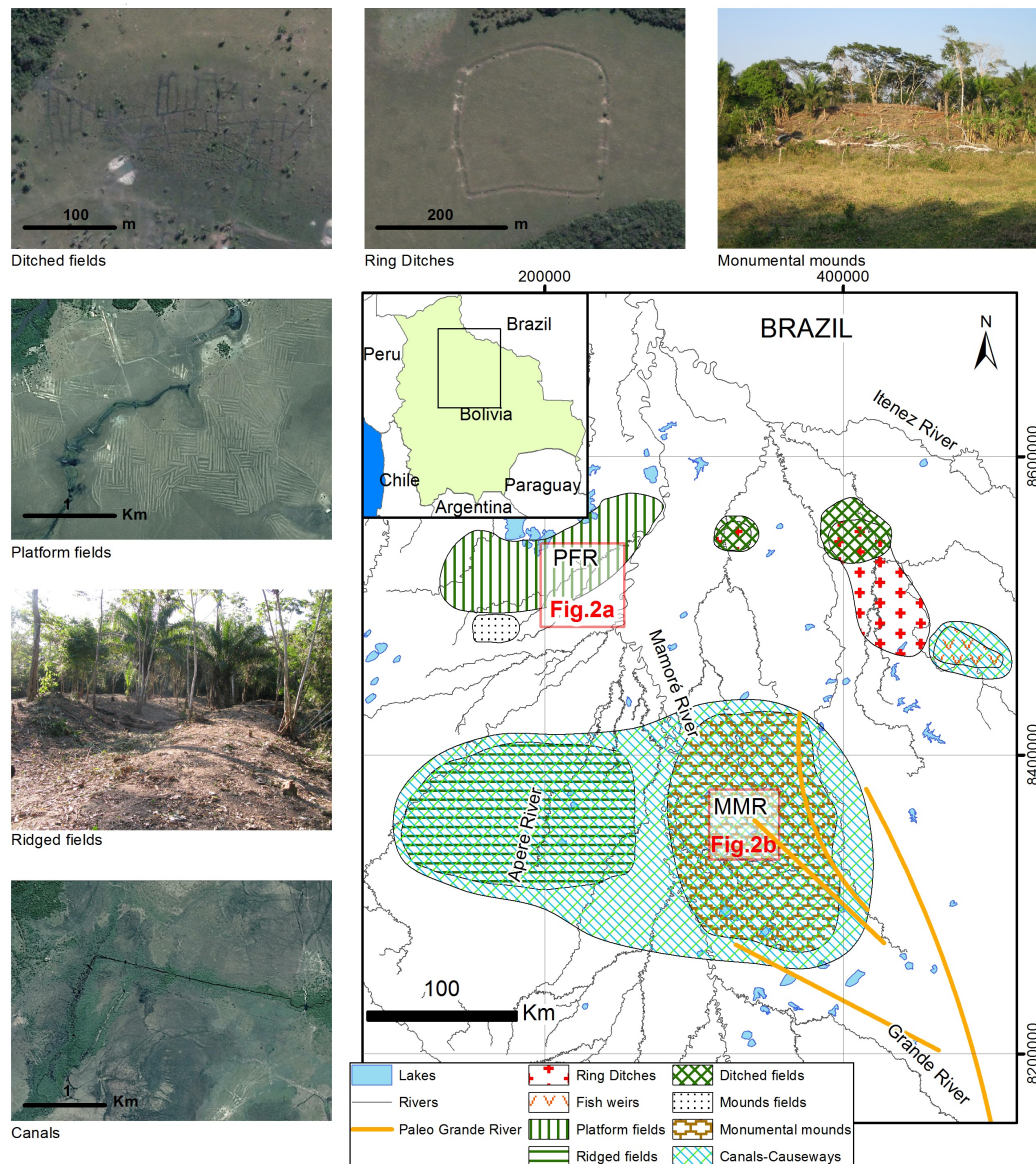 100
m
Ditched fields
200
m
Ring Ditches
Monumental mounds
1
Km
Platform fields
Ridged fields
1
Km
Canals
200000
400000
Brazil
Peru
Bolivia
Chile
Paraguay
Argentina
BRAZIL
N
Itenez River
8600000
PFR
Fig.2a
Mamoré River
8400000
MMR
Fig.2b
Apere River
100
Km
Grande River
8200000
Lakes
Rivers
Paleo Grande River
Ring Ditches
Fish weirs
Platform fields
Ridged fields
Ditched fields
Mounds fields
Monumental mounds
Canals-Causeways